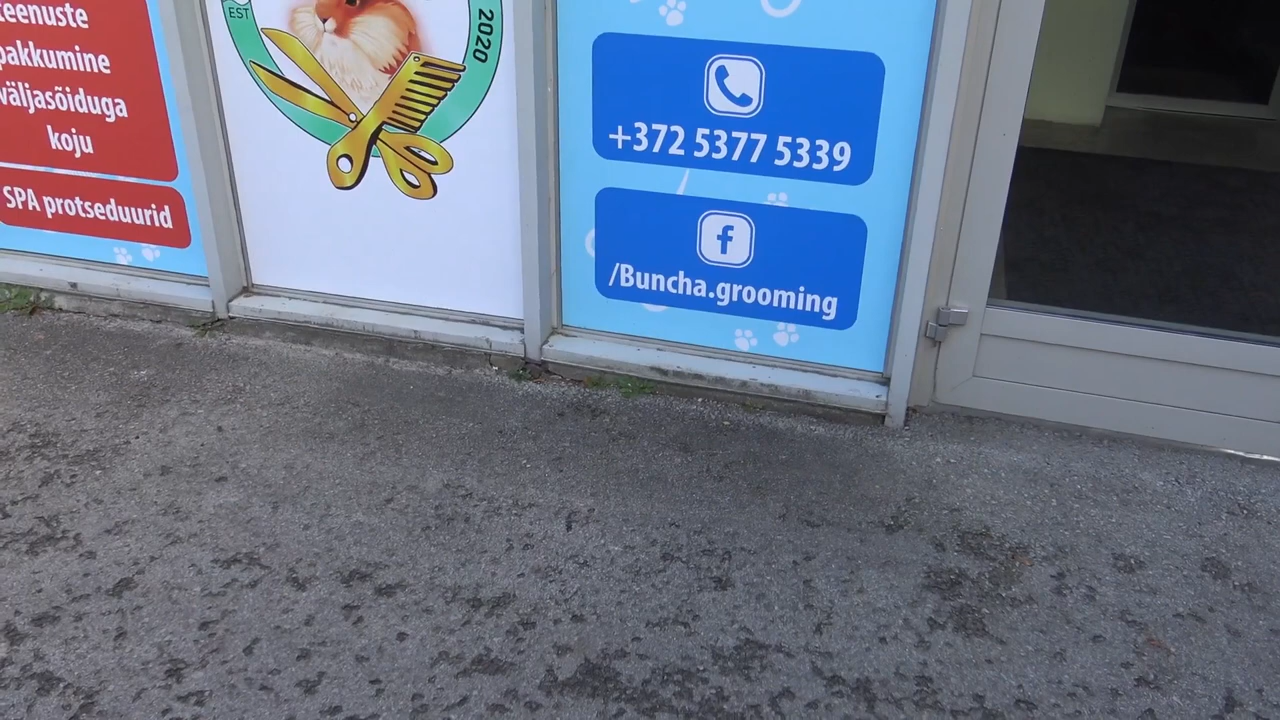 teenuste
pakkumine
väljasõiduga
koju
SPA protseduurid
EST
2020
+372 5377 5339
/Buncha.grooming